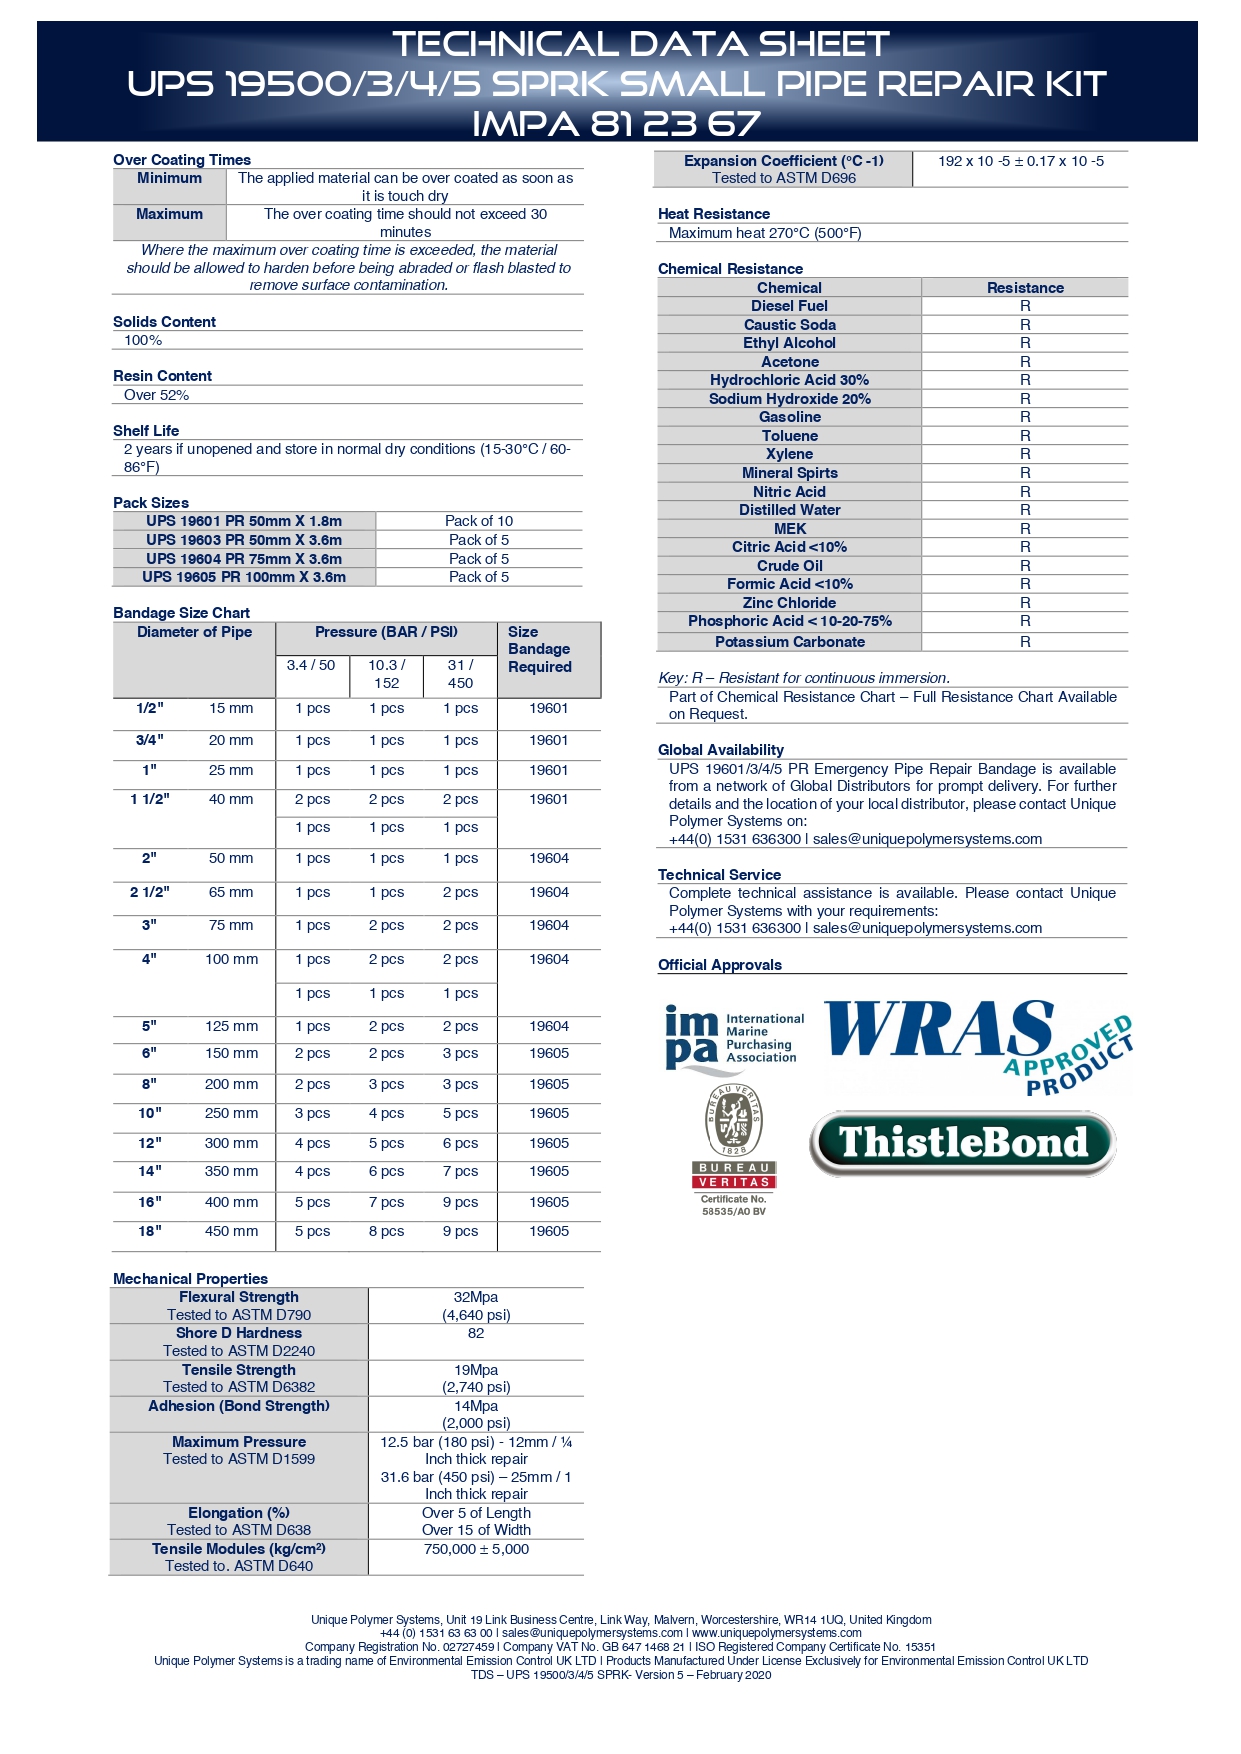 TECHNICAL DATA SHEET
UPS 19500/3/4/5 SPRK SMALL PIPE REPAIR KIT
IMPA 81 23 67
Over Coating Times
Minimum The applied material can be over coated as soon as
it is touch dry
Maximum The over coating time should not exceed 30
minutes
Where the maximum over coating time is exceeded, the material
should be allowed to harden before being abraded or flash blasted to
remove surface contamination.
Solids Content
100%
Resin Content
Over 52%
Shelf Life
2 years if unopened and store in normal dry conditions (15-30°C / 60-
86°F)
Pack Sizes
UPS 19601 PR 50mm X 1.8m Pack of 10
UPS 19603 PR 50mm X 3.6m Pack of 5
UPS 19604 PR 75mm X 3.6m Pack of 5
UPS 19605 PR 100mm X 3.6m Pack of 5
Bandage Size Chart
Diameter of Pipe Pressure (BAR / PSI) Size
Bandage
Required
3.4 / 50 10.3 / 31 /
152 450
1/2" 15 mm 1 pcs 1 pcs 1 pcs 19601
3/4" 20 mm 1 pcs 1 pcs 1 pcs 19601
1" 25 mm 1 pcs 1 pcs 1 pcs 19601
1 1/2" 40 mm 2 pcs 2 pcs 2 pcs 19601
1 pcs 1 pcs 1 pcs
2" 50 mm 1 pcs 1 pcs 1 pcs 19604
2 1/2" 65 mm 1 pcs 1 pcs 2 pcs 19604
3" 75 mm 1 pcs 2 pcs 2 pcs 19604
4" 100 mm 1 pcs 2 pcs 2 pcs 19604
1 pcs 1 pcs 1 pcs
5" 125 mm 1 pcs 2 pcs 2 pcs 19604
6" 150 mm 2 pcs 2 pcs 3 pcs 19605
8" 200 mm 2 pcs 3 pcs 3 pcs 19605
10" 250 mm 3 pcs 4 pcs 5 pcs 19605
12" 300 mm 4 pcs 5 pcs 6 pcs 19605
14" 350 mm 4 pcs 6 pcs 7 pcs 19605
16" 400 mm 5 pcs 7 pcs 9 pcs 19605
18" 450 mm 5 pcs 8 pcs 9 pcs 19605
Mechanical Properties
Flexural Strength 32Mpa
Tested to ASTM D790 (4,640 psi)
Shore D Hardness 82
Tested to ASTM D2240
Tensile Strength 19Mpa
Tested to ASTM D6382 (2,740 psi)
Adhesion (Bond Strength) 14Mpa
(2,000 psi)
Maximum Pressure 12.5 bar (180 psi) - 12mm / ¼
Tested to ASTM D1599 Inch thick repair
31.6 bar (450 psi) – 25mm / 1
Inch thick repair
Elongation (%) Over 5 of Length
Tested to ASTM D638 Over 15 of Width
Tensile Modules (kg/cm²) 750,000 ± 5,000
Tested to. ASTM D640
Expansion Coefficient (°C -1) 192 x 10 -5 ± 0.17 x 10 -5
Tested to ASTM D696
Heat Resistance
Maximum heat 270°C (500°F)
Chemical Resistance
Chemical Resistance
Diesel Fuel R
Caustic Soda R
Ethyl Alcohol R
Acetone R
Hydrochloric Acid 30% R
Sodium Hydroxide 20% R
Gasoline R
Toluene R
Xylene R
Mineral Spirts R
Nitric Acid R
Distilled Water R
MEK R
Citric Acid <10% R
Crude Oil R
Formic Acid <10% R
Zinc Chloride R
Phosphoric Acid < 10-20-75% R
Potassium Carbonate R
Key: R – Resistant for continuous immersion.
Part of Chemical Resistance Chart – Full Resistance Chart Available
on Request.
Global Availability
UPS 19601/3/4/5 PR Emergency Pipe Repair Bandage is available
from a network of Global Distributors for prompt delivery. For further
details and the location of your local distributor, please contact Unique
Polymer Systems on:
+44(0) 1531 636300 | sales@uniquepolymersystems.com
Technical Service
Complete technical assistance is available. Please contact Unique
Polymer Systems with your requirements:
+44(0) 1531 636300 | sales@uniquepolymersystems.com
Official Approvals
impa International
Marine
Purchasing
Association
WRAS
APPROVED
PRODUCT
BUREAU VERITAS
1828
BUREAU
VERITAS
Certificate No.
58535/A0 BV
ThistleBond
Unique Polymer Systems, Unit 19 Link Business Centre, Link Way, Malvern, Worcestershire, WR14 1UQ, United Kingdom
+44 (0) 1531 63 63 00 | sales@uniquepolymersystems.com | www.uniquepolymersystems.com
Company Registration No. 02727459 | Company VAT No. GB 647 1468 21 | ISO Registered Company Certificate No. 15351
Unique Polymer Systems is a trading name of Environmental Emission Control UK LTD | Products Manufactured Under License Exclusively for Environmental Emission Control UK LTD
TDS – UPS 19500/3/4/5 SPRK- Version 5 – February 2020